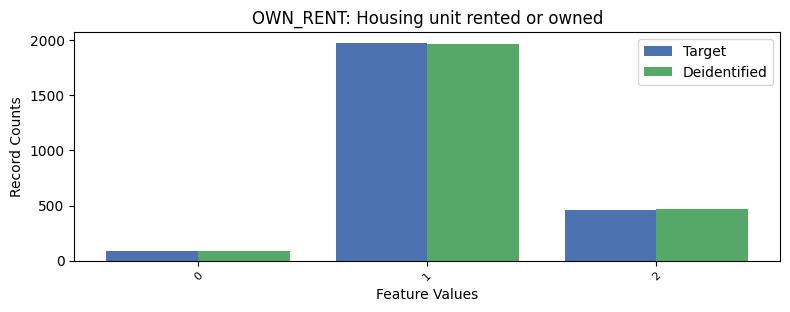 OWN_RENT: Housing unit rented or owned
Target
Deidentified
Record Counts
2000
1500
1000
500
0
0
1
2
Feature Values